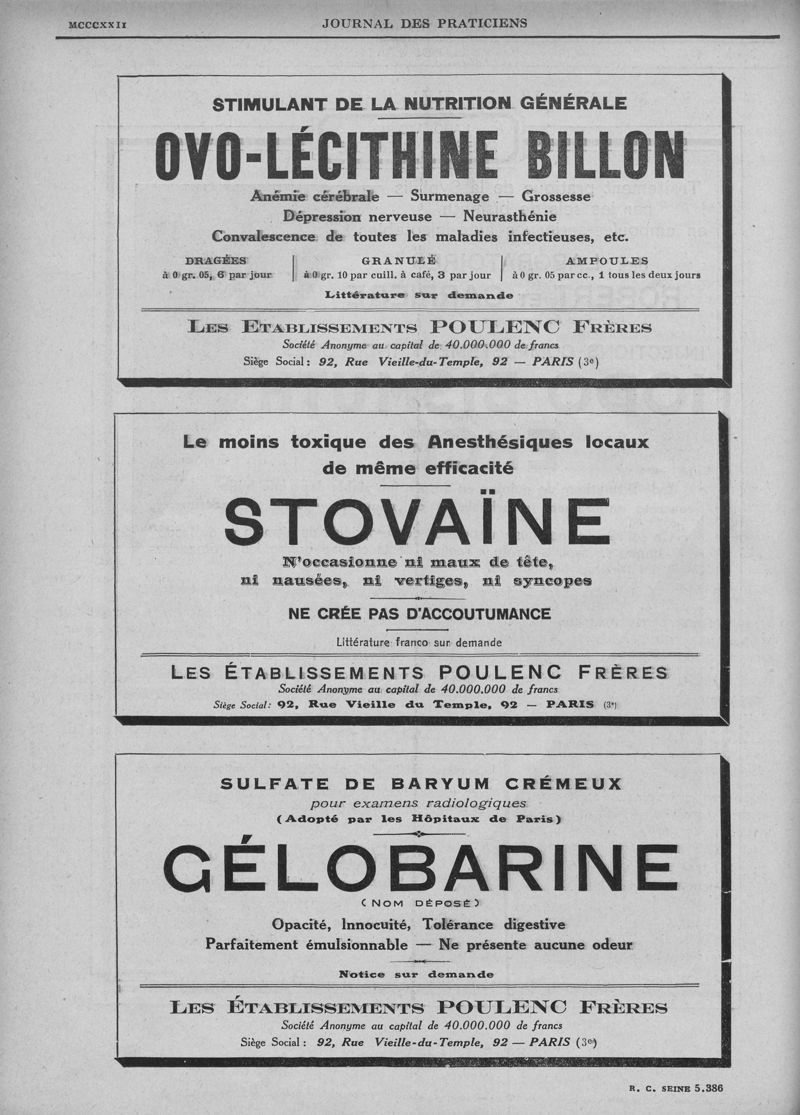 MCCCXXII
JOURNAL DES PRATICIENS
STIMULANT DE LA NUTRITION GÉNÉRALE
OVO-LÉCITHINE BILLON
Anémie cérébrale — Surmenage — Grossesse
Dépression nerveuse — Neurasthénie
Convalescence de toutes les maladies infectieuses, etc.
DRAGÉES
à 0 gr. 05, 6 par jour
GRANULÉ
à 0 gr. 10 par cuill. à café, 3 par jour
AMPOULES
à 0 gr. 05 par cc., 1 tous les deux jours
Littérature sur demande
LES ETABLISSEMENTS POULENC FRÈRES
Société Anonyme au capital de 40.000.000 de francs
Siège Social : 92, Rue Vieille-du-Temple, 92 — PARIS (3e)
Le moins toxique des Anesthésiques locaux
de même efficacité
STOVAÏNE
N'occasionne ni maux de tête,
ni nausées, ni vertiges, ni syncopes
NE CRÉE PAS D'ACCOUTUMANCE
Littérature franco sur demande
LES ÉTABLISSEMENTS POULENC FRÈRES
Société Anonyme au capital de 40.000.000 de francs
Siège Social : 92, Rue Vieille du Temple, 92 — PARIS (3e)
SULFATE DE BARYUM CRÉMEUX
pour examens radiologiques
(Adopté par les Hôpitaux de Paris)
GÉLOBARINE
(NOM DÉPOSÉ)
Opacité, Innocuité, Tolérance digestive
Parfaitement émulsionnable — Ne présente aucune odeur
Notice sur demande
LES ÉTABLISSEMENTS POULENC FRÈRES
Société Anonyme au capital de 40.000.000 de francs
Siège Social : 92, Rue Vieille-du-Temple, 92 — PARIS (3e)
R. C. SEINE 5.386